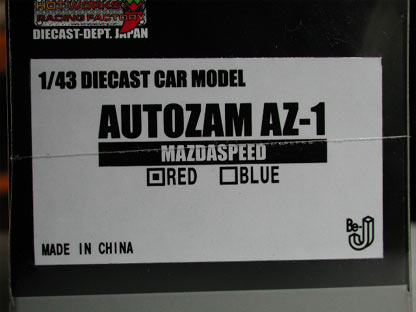 HOT WORKS
RACING FACTORY
DIECAST-DEPT. JAPAN
1/43 DIECAST CAR MODEL
AUTOZAM AZ-1
MAZDASPEED
RED BLUE
Be-J
MADE IN CHINA